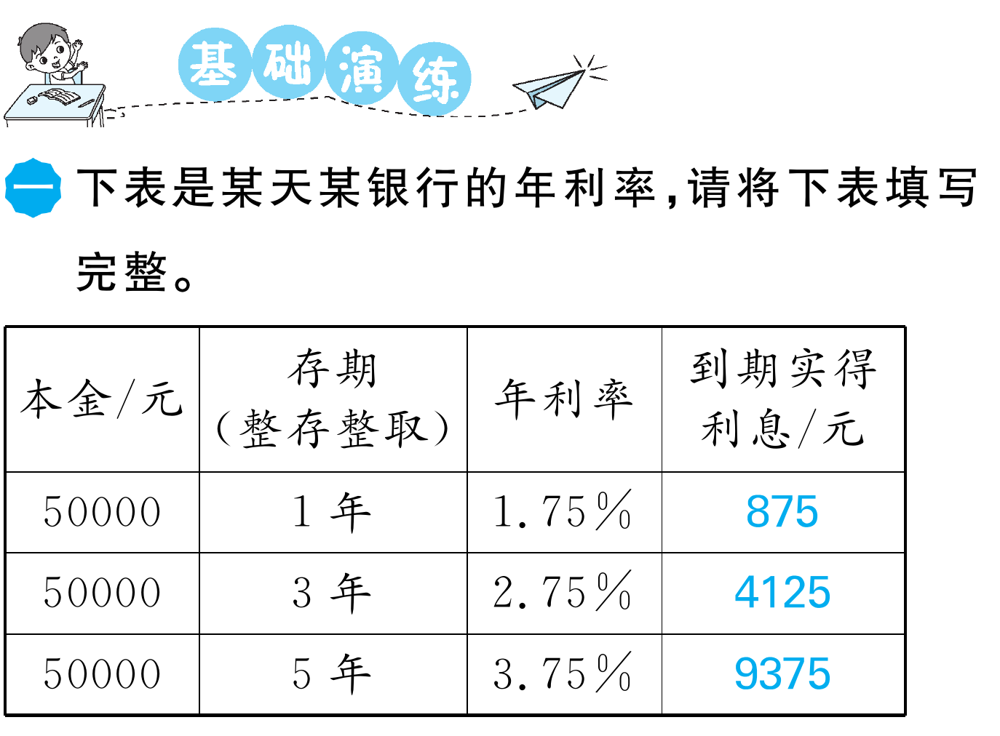 基础演练
一 下表是某天某银行的年利率,请将下表填写
完整。
本金/元 存期(整存整取) 年利率 到期实得利息/元
50000 1年 1.75% 875
50000 3年 2.75% 4125
50000 5年 3.75% 9375